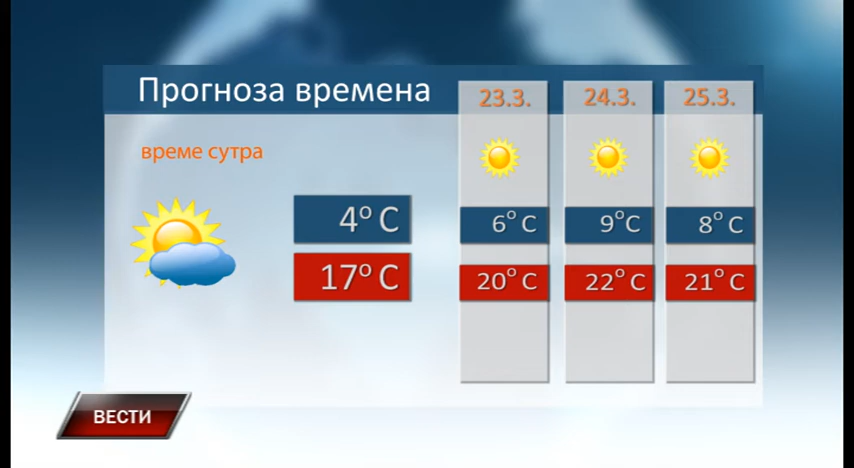 Прогноза времена
време сутра
4° C
17° C
23.3.
6° C
20° C
24.3.
9°C
22° C
25.3.
8° C
21° C
ВЕСТИ